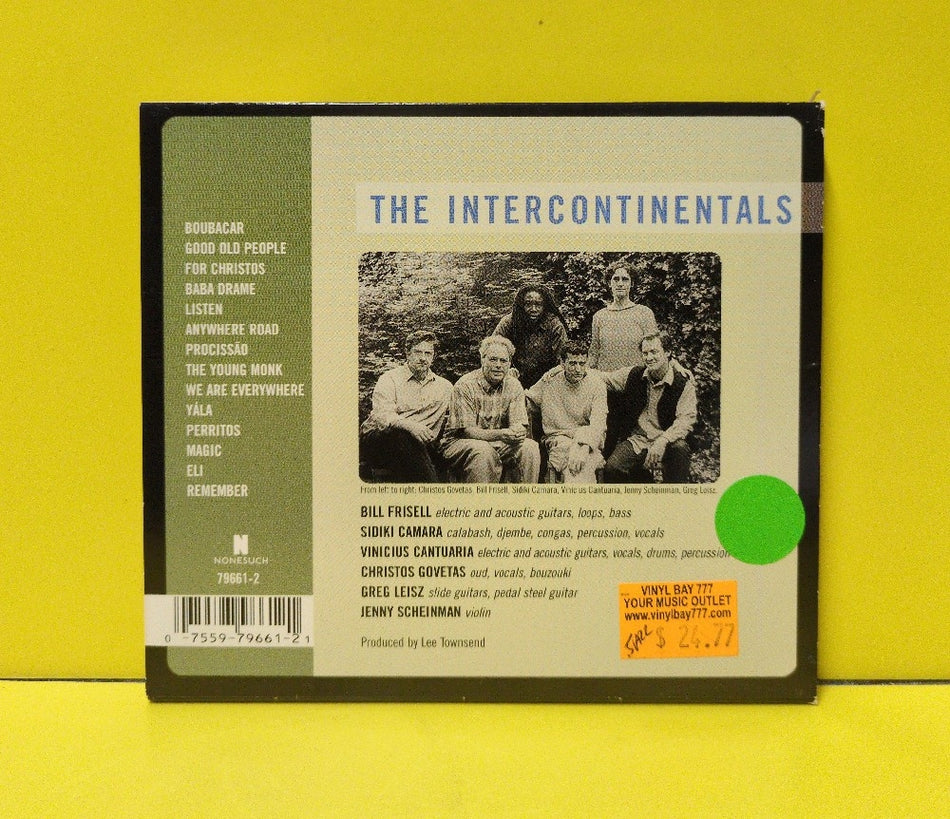 THE INTERCONTINENTALS
BOUBACAR
GOOD OLD PEOPLE
FOR CHRISTOS
BABA DRAME
LISTEN
ANYWHERE ROAD
PROCISSÃO
THE YOUNG MONK
WE ARE EVERYWHERE
YÁLA
PERRITOS
MAGIC
ELI
REMEMBER
N
NONESUCH
79661-2
0 -7559-79661-2 1
From left to right: Christos Govetas, Bill Frisell, Sidiki Camara, Vinicius Cantuaria, Jenny Scheinman, Greg Leisz.
BILL FRISELL electric and acoustic guitars, loops, bass
SIDIKI CAMARA calabash, djembe, congas, percussion, vocals
VINICIUS CANTUARIA electric and acoustic guitars, vocals, drums, percussion
CHRISTOS GOVETAS oud, vocals, bouzouki
GREG LEISZ slide guitars, pedal steel guitar
JENNY SCHEINMAN violin
Produced by Lee Townsend
VINYL BAY 777
YOUR MUSIC OUTLET
www.vinylbay777.com
$ 24.77